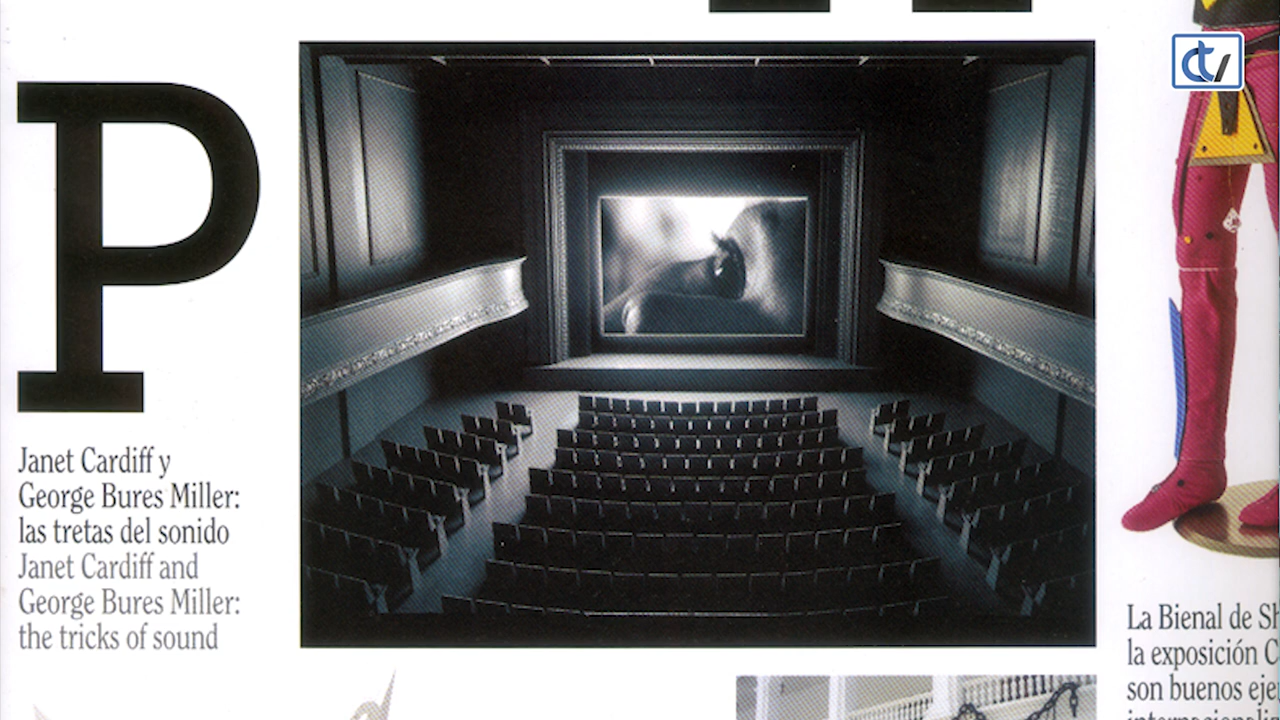 P
Janet Cardiff y
George Bures Miller:
las tretas del sonido
Janet Cardiff and
George Bures Miller:
the tricks of sound
La Bienal de
la exposición
son buenos